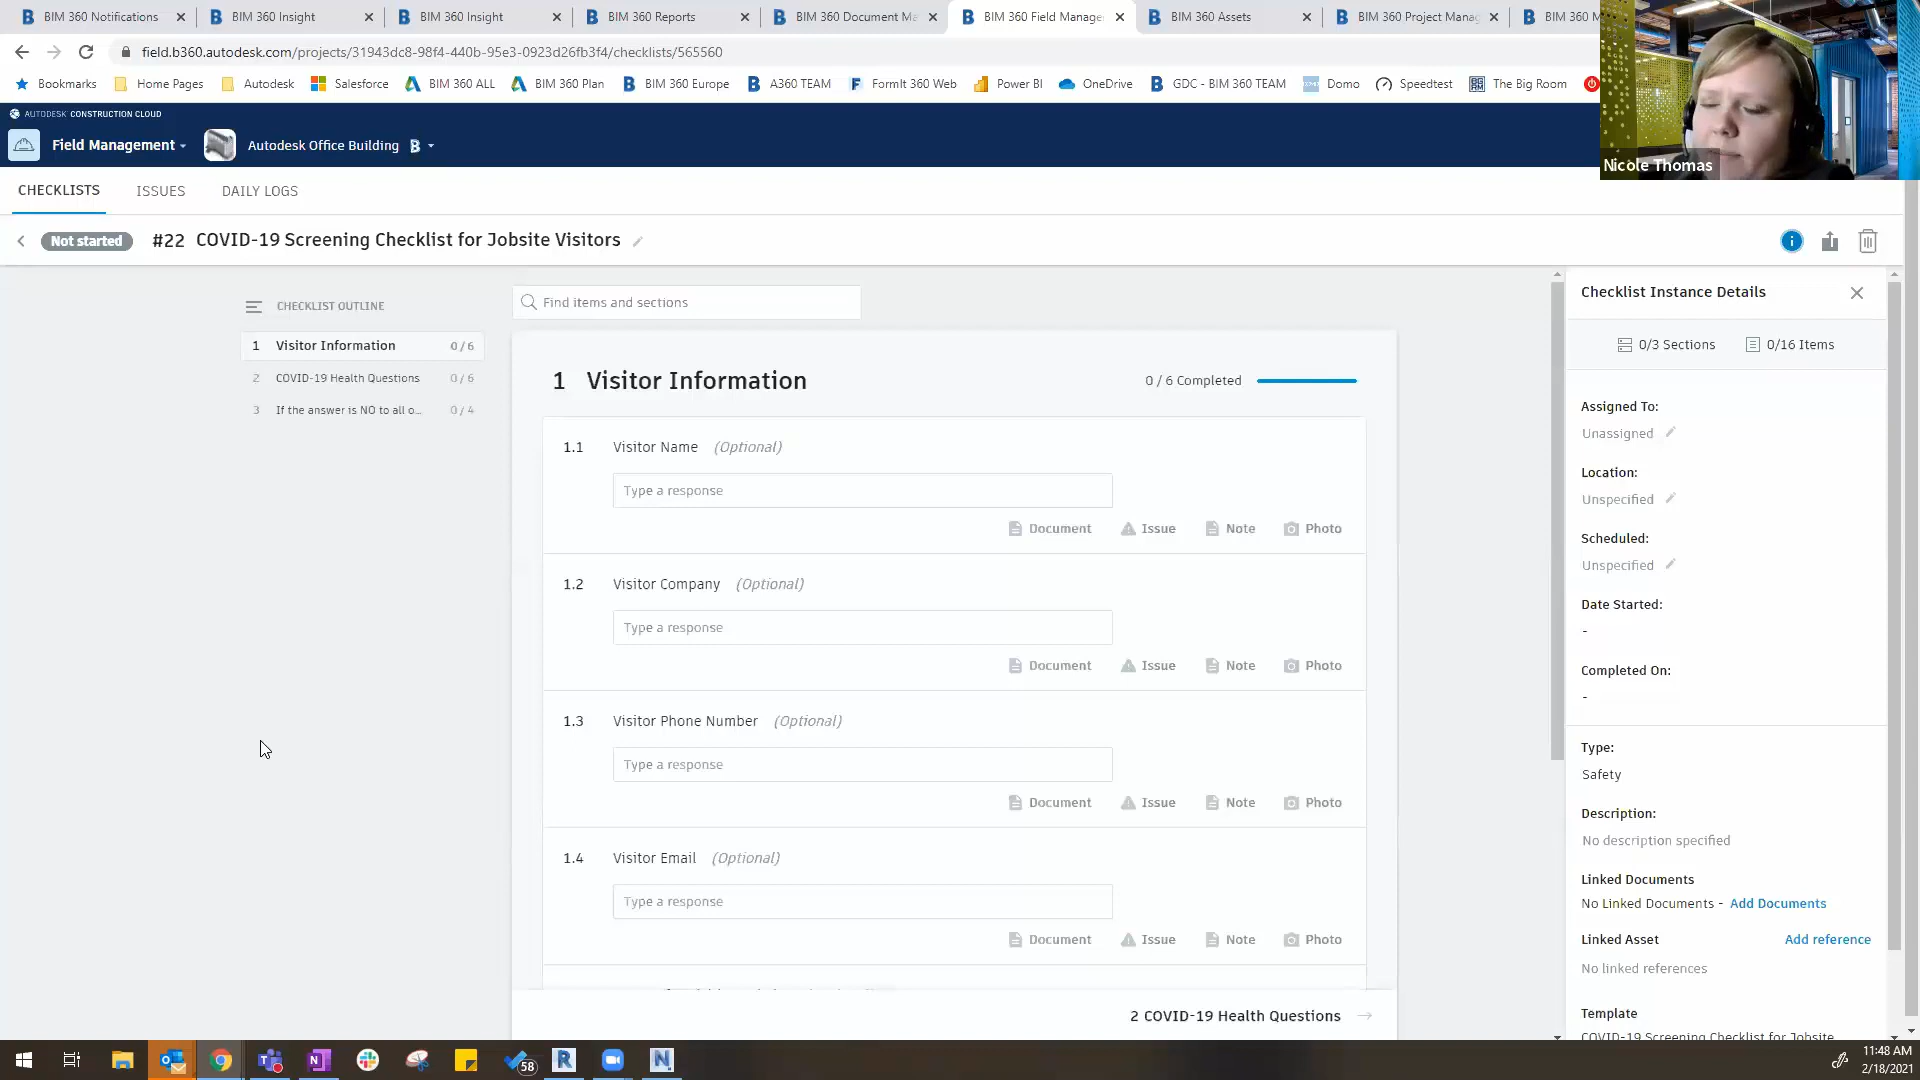 BIM 360 Notifications
BIM 360 Insight
BIM 360 Insight
BIM 360 Reports
BIM 360 Document Ma
BIM 360 Field Manage
BIM 360 Assets
BIM 360 Project Mana
BIM 360 M
field.b360.autodesk.com/projects/31943dc8-98f4-440b-95e3-0923d26fb3f4/checklists/565560
Bookmarks
Home Pages
Autodesk
Salesforce
BIM 360 ALL
BIM 360 Plan
BIM 360 Europe
A360 TEAM
FormIt 360 Web
Power BI
OneDrive
GDC - BIM 360 TEAM
Domo
Speedtest
The Big Room
Nicole Thomas
AUTODESK CONSTRUCTION CLOUD
Field Management
Autodesk Office Building
CHECKLISTS
ISSUES
DAILY LOGS
Not started
#22 COVID-19 Screening Checklist for Jobsite Visitors
CHECKLIST OUTLINE
1 Visitor Information 0 / 6
2 COVID-19 Health Questions 0 / 6
3 If the answer is NO to all o... 0 / 4
Find items and sections
1 Visitor Information
0 / 6 Completed
1.1 Visitor Name (Optional)
Type a response
Document Issue Note Photo
1.2 Visitor Company (Optional)
Type a response
Document Issue Note Photo
1.3 Visitor Phone Number (Optional)
Type a response
Document Issue Note Photo
1.4 Visitor Email (Optional)
Type a response
Document Issue Note Photo
2 COVID-19 Health Questions
Checklist Instance Details
0/3 Sections 0/16 Items
Assigned To:
Unassigned
Location:
Unspecified
Scheduled:
Unspecified
Date Started:
-
Completed On:
-
Type:
Safety
Description:
No description specified
Linked Documents
No Linked Documents - Add Documents
Linked Asset Add reference
No linked references
Template
COVID-19 Screening Checklist for Jobsite
58
11:48 AM
2/18/2021